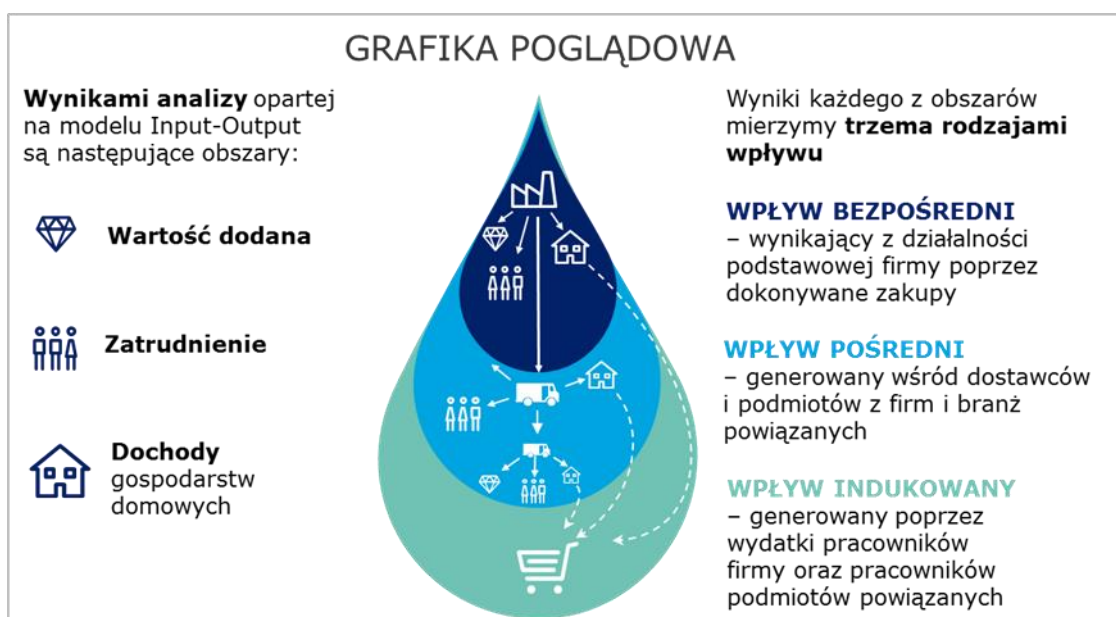 GRAFIKA POGLĄDOWA
Wynikami analizy opartej
na modelu Input-Output
są następujące obszary:
Wartość dodana
Zatrudnienie
Dochody
gospodarstw
domowych
Wyniki każdego z obszarów
mierzymy trzema rodzajami
wpływu
WPŁYW BEZPOŚREDNI
– wynikający z działalności
podstawowej firmy poprzez
dokonywane zakupy
WPŁYW POŚREDNI
– generowany wśród dostawców
i podmiotów z firm i branż
powiązanych
WPŁYW INDUKOWANY
– generowany poprzez
wydatki pracowników
firmy oraz pracowników
podmiotów powiązanych